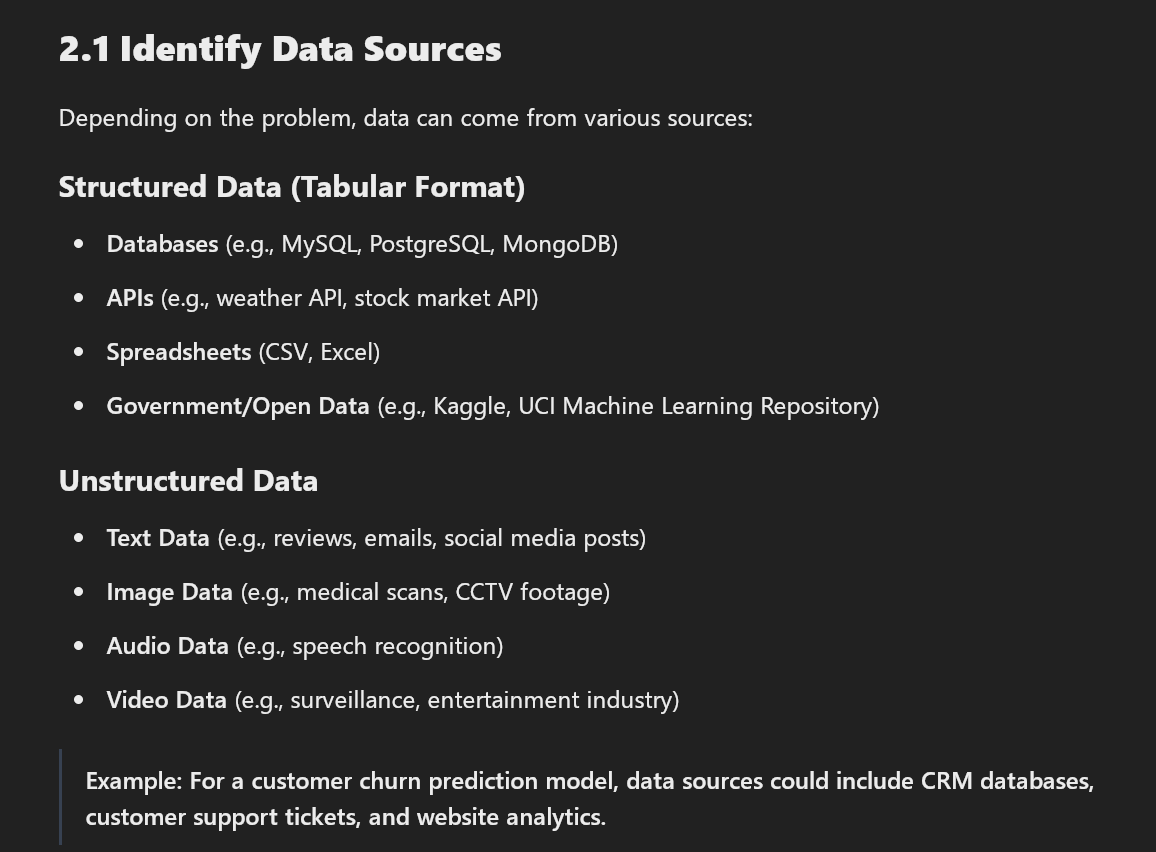 2.1 Identify Data Sources
Depending on the problem, data can come from various sources:
Structured Data (Tabular Format)
• Databases (e.g., MySQL, PostgreSQL, MongoDB)
• APIs (e.g., weather API, stock market API)
• Spreadsheets (CSV, Excel)
• Government/Open Data (e.g., Kaggle, UCI Machine Learning Repository)
Unstructured Data
• Text Data (e.g., reviews, emails, social media posts)
• Image Data (e.g., medical scans, CCTV footage)
• Audio Data (e.g., speech recognition)
• Video Data (e.g., surveillance, entertainment industry)
Example: For a customer churn prediction model, data sources could include CRM databases,
customer support tickets, and website analytics.